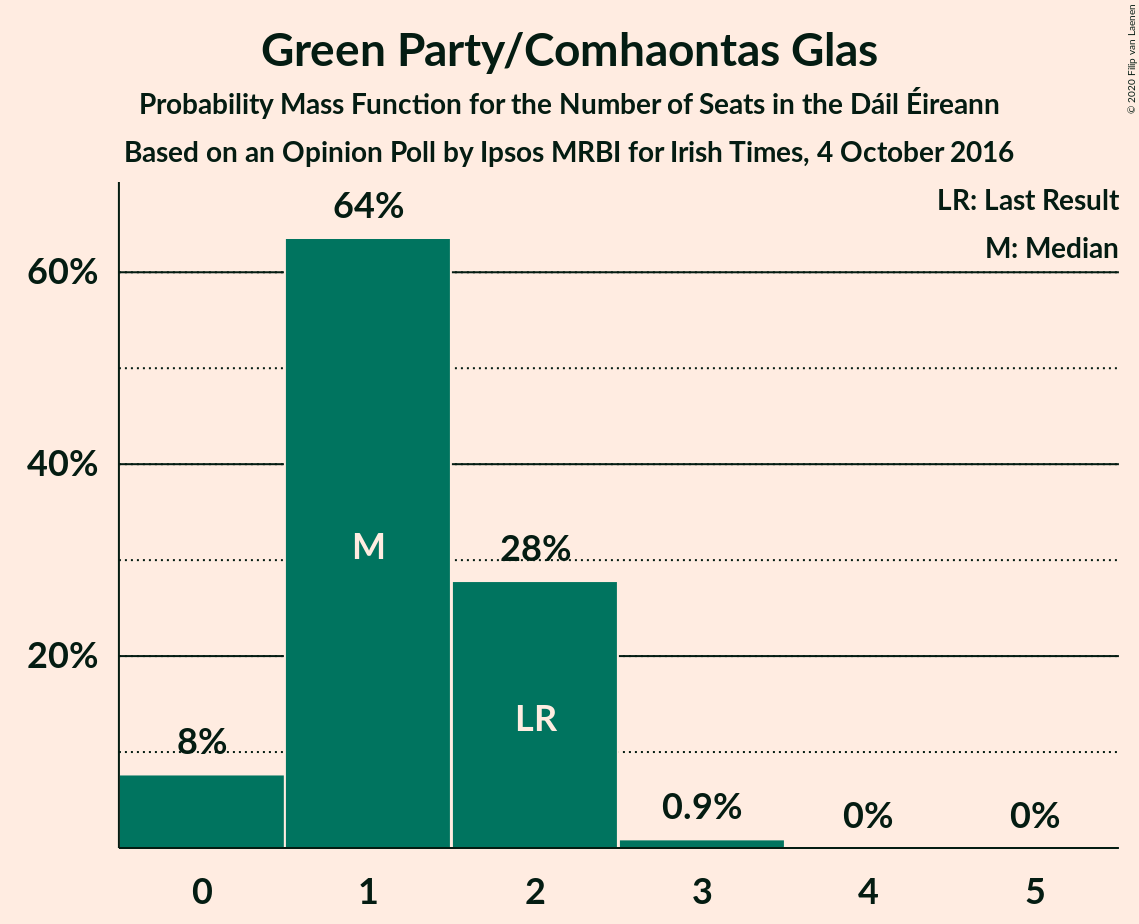 Green Party/Comhaontas Glas
Probability Mass Function for the Number of Seats in the Dáil Éireann
Based on an Opinion Poll by Ipsos MRBI for Irish Times, 4 October 2016
© 2020 Filip van Laenen
LR: Last Result
M: Median
64%
60%
40%
M
28%
20%
LR
8%
0.9%
0%
0%
0 1 2 3 4 5